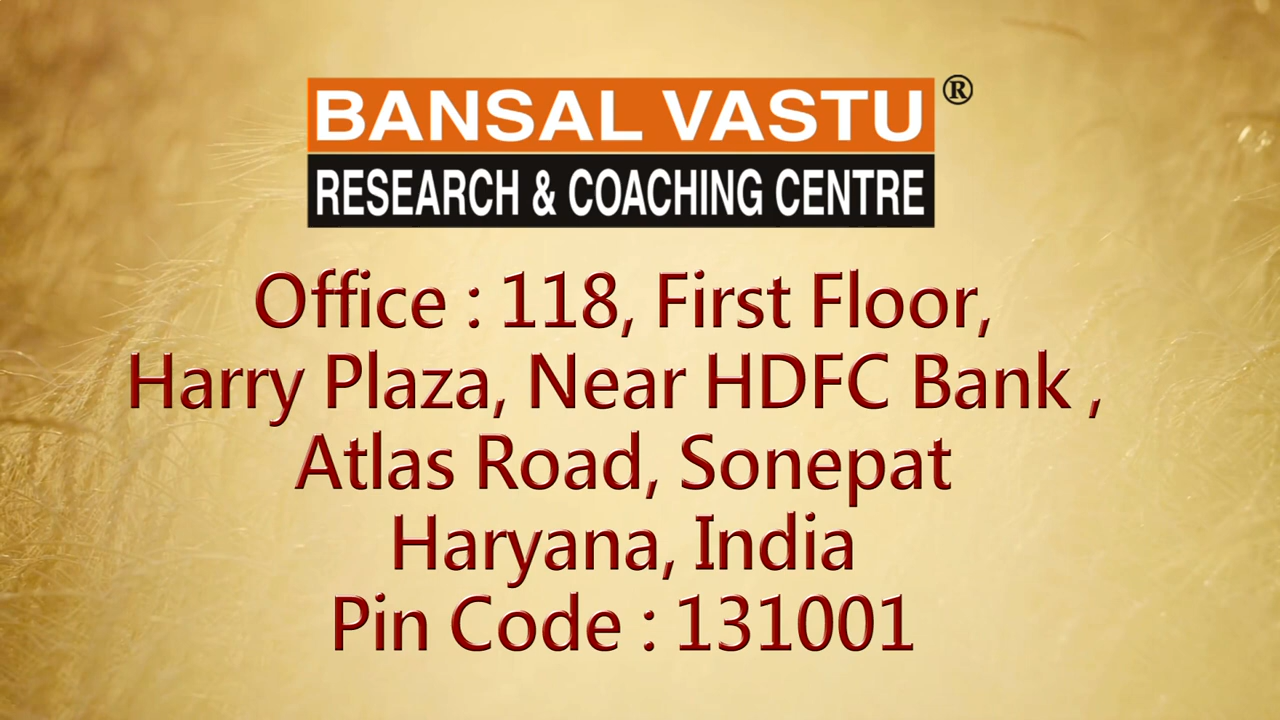 BANSAL VASTU ®
RESEARCH & COACHING CENTRE
Office : 118, First Floor,
Harry Plaza, Near HDFC Bank ,
Atlas Road, Sonepat
Haryana, India
Pin Code : 131001